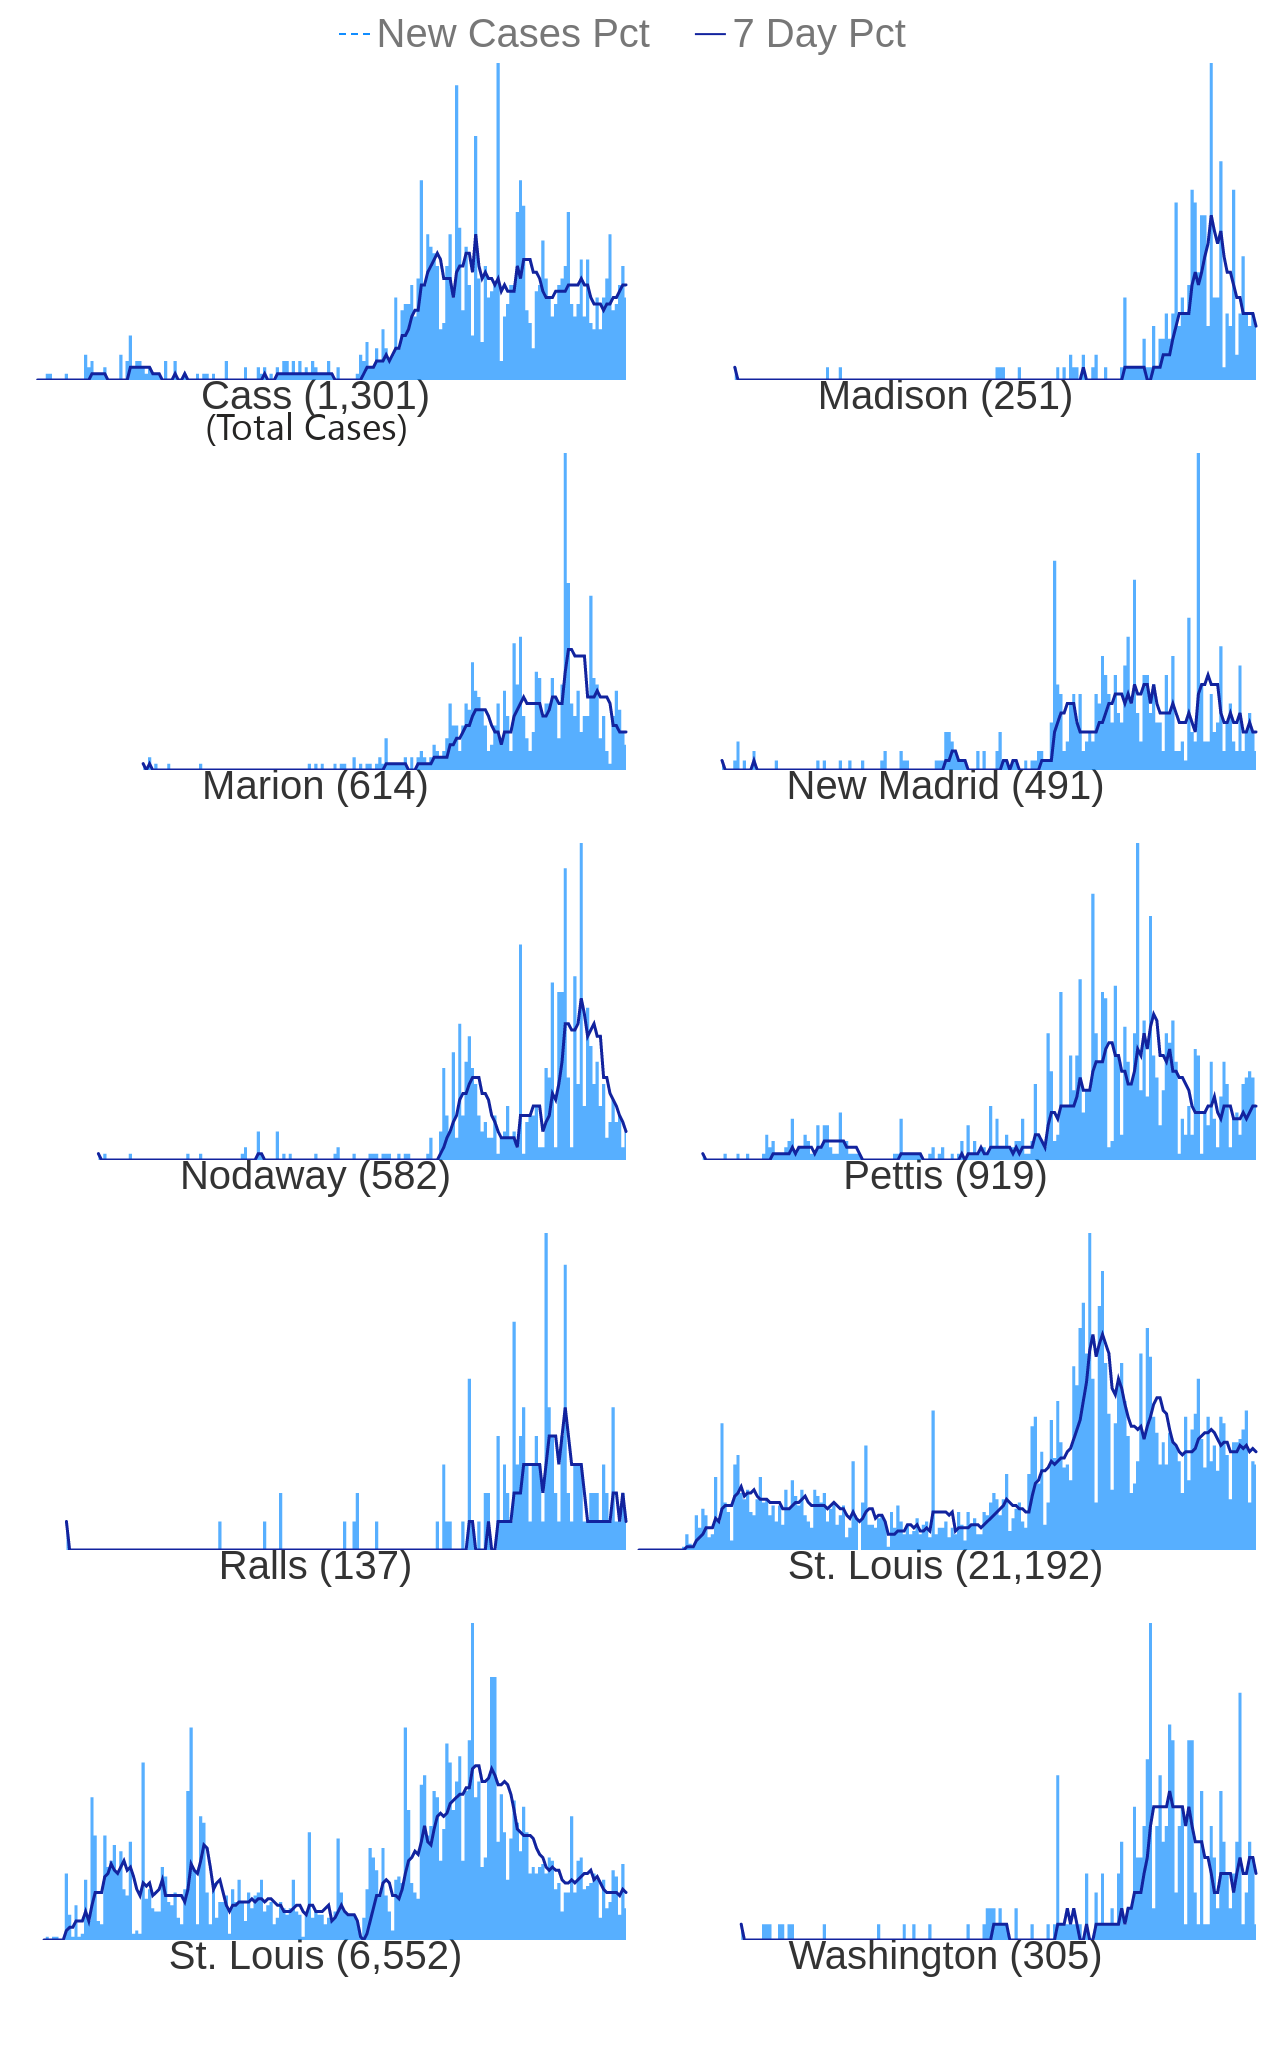 New Cases Pct 7 Day Pct
Cass (1,301) Madison (251)
(Total Cases)
Marion (614) New Madrid (491)
Nodaway (582) Pettis (919)
Ralls (137) St. Louis (21,192)
St. Louis (6,552) Washington (305)